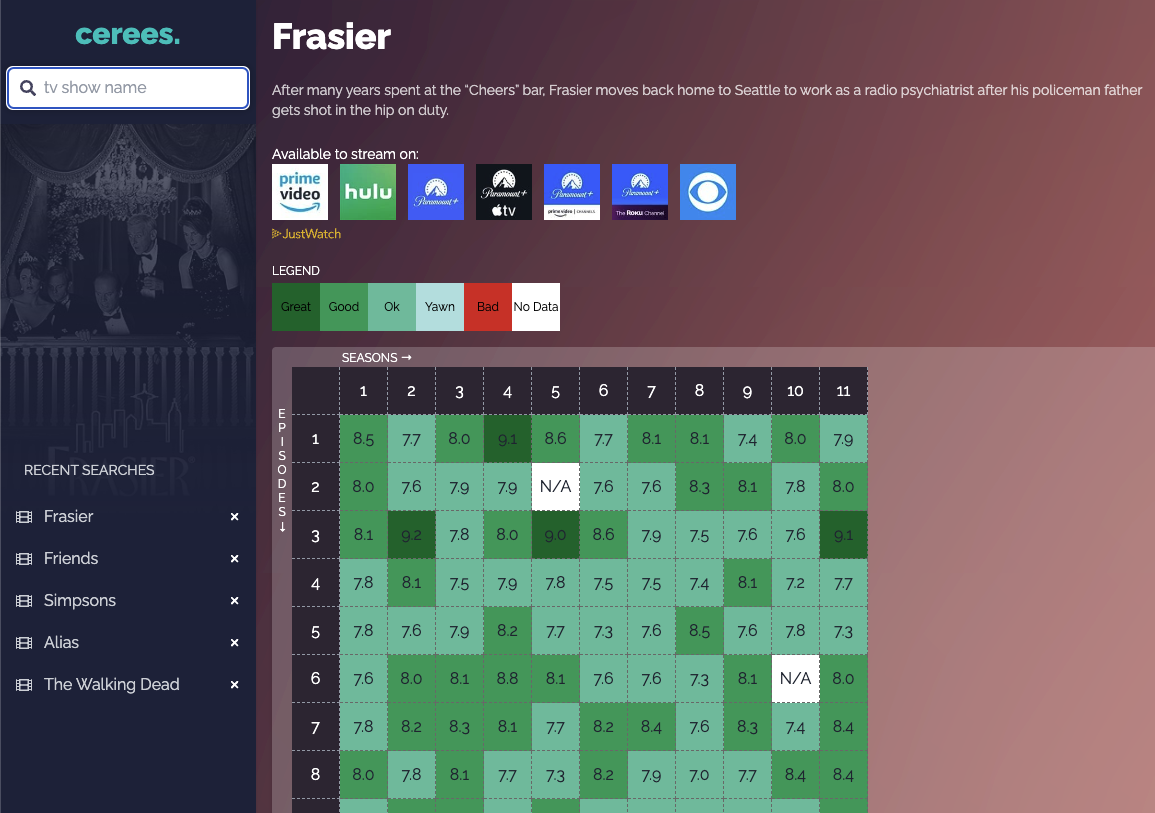 cerees.
tv show name
RECENT SEARCHES
FRASIER
Frasier
Friends
Simpsons
Alias
The Walking Dead
Frasier
After many years spent at the "Cheers" bar, Frasier moves back home to Seattle to work as a radio psychiatrist after his policeman father
gets shot in the hip on duty.
Available to stream on:
prime video
hulu
Paramount+
Paramount+ tv
Paramount+ prime video | CHANNELS
Paramount+ The Roku Channel
JustWatch
LEGEND
Great Good Ok Yawn Bad No Data
SEASONS →
EPISODES↓
1 2 3 4 5 6 7 8 9 10 11
1 8.5 7.7 8.0 9.1 8.6 7.7 8.1 8.1 7.4 8.0 7.9
2 8.0 7.6 7.9 7.9 N/A 7.6 7.6 8.3 8.1 7.8 8.0
3 8.1 9.2 7.8 8.0 9.0 8.6 7.9 7.5 7.6 7.6 9.1
4 7.8 8.1 7.5 7.9 7.8 7.5 7.5 7.4 8.1 7.2 7.7
5 7.8 7.6 7.9 8.2 7.7 7.3 7.6 8.5 7.6 7.8 7.3
6 7.6 8.0 8.1 8.8 8.1 7.6 7.6 7.3 8.1 N/A 8.0
7 7.8 8.2 8.3 8.1 7.7 8.2 8.4 7.6 8.3 7.4 8.4
8 8.0 7.8 8.1 7.7 7.3 8.2 7.9 7.0 7.7 8.4 8.4